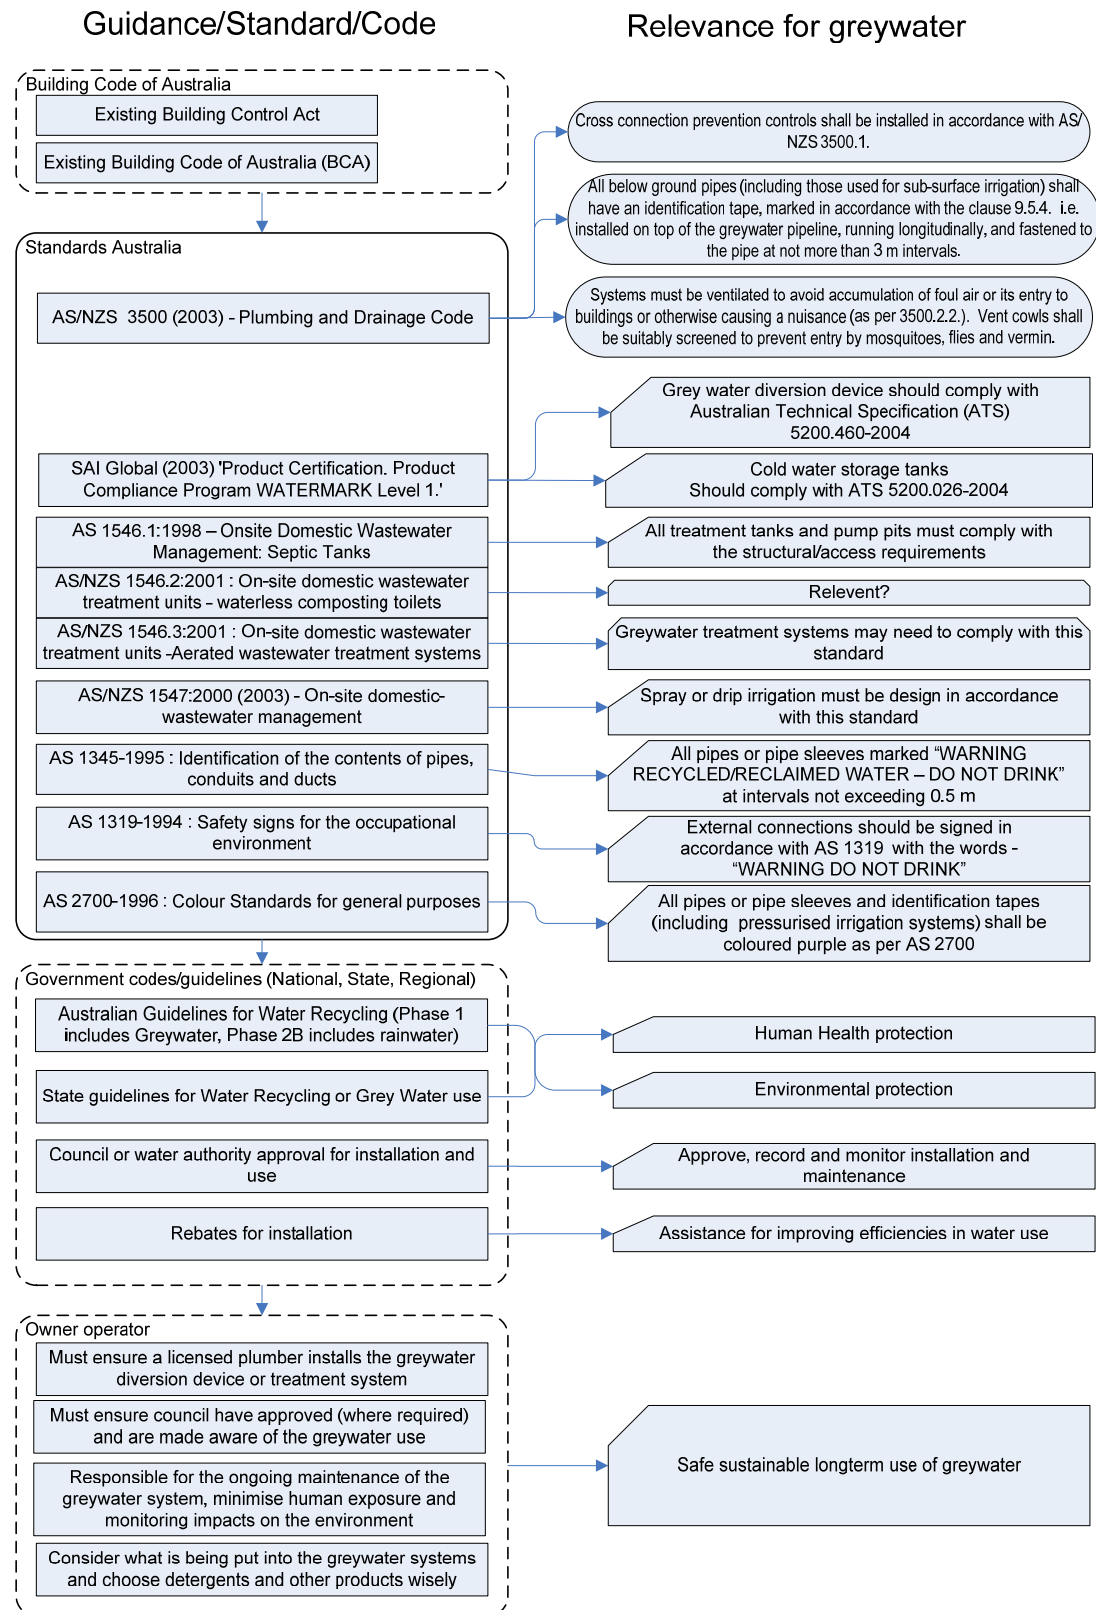 Guidance/Standard/Code
Relevance for greywater
Building Code of Australia
Existing Building Control Act
Existing Building Code of Australia (BCA)
Cross connection prevention controls shall be installed in accordance with AS/
NZS 3500.1.
All below ground pipes (including those used for sub-surface irrigation) shall
have an identification tape, marked in accordance with the clause 9.5.4. i.e.
installed on top of the greywater pipeline, running longitudinally, and fastened to
the pipe at not more than 3 m intervals.
Standards Australia
AS/NZS 3500 (2003) - Plumbing and Drainage Code
Systems must be ventilated to avoid accumulation of foul air or its entry to
buildings or otherwise causing a nuisance (as per 3500.2.2.). Vent cowls shall
be suitably screened to prevent entry by mosquitoes, flies and vermin.
Grey water diversion device should comply with
Australian Technical Specification (ATS)
5200.460-2004
SAI Global (2003) 'Product Certification. Product
Compliance Program WATERMARK Level 1.'
Cold water storage tanks
Should comply with ATS 5200.026-2004
AS 1546.1:1998 – Onsite Domestic Wastewater
Management: Septic Tanks
All treatment tanks and pump pits must comply with
the structural/access requirements
AS/NZS 1546.2:2001 : On-site domestic wastewater
treatment units – waterless composting toilets
Relevent?
AS/NZS 1546.3:2001 : On-site domestic wastewater
treatment units -Aerated wastewater treatment systems
Greywater treatment systems may need to comply with this
standard
AS/NZS 1547:2000 (2003) - On-site domestic-
wastewater management
Spray or drip irrigation must be design in accordance
with this standard
AS 1345-1995 : Identification of the contents of pipes,
conduits and ducts
All pipes or pipe sleeves marked “WARNING
RECYCLED/RECLAIMED WATER – DO NOT DRINK”
at intervals not exceeding 0.5 m
AS 1319-1994 : Safety signs for the occupational
environment
External connections should be signed in
accordance with AS 1319 with the words -
“WARNING DO NOT DRINK”
AS 2700-1996 : Colour Standards for general purposes
All pipes or pipe sleeves and identification tapes
(including pressurised irrigation systems) shall be
coloured purple as per AS 2700
Government codes/guidelines (National, State, Regional)
Australian Guidelines for Water Recycling (Phase 1
includes Greywater, Phase 2B includes rainwater)
Human Health protection
State guidelines for Water Recycling or Grey Water use
Environmental protection
Council or water authority approval for installation and
use
Approve, record and monitor installation and
maintenance
Rebates for installation
Assistance for improving efficiencies in water use
Owner operator
Must ensure a licensed plumber installs the greywater
diversion device or treatment system
Must ensure council have approved (where required)
and are made aware of the greywater use
Responsible for the ongoing maintenance of the
greywater system, minimise human exposure and
monitoring impacts on the environment
Consider what is being put into the greywater systems
and choose detergents and other products wisely
Safe sustainable longterm use of greywater